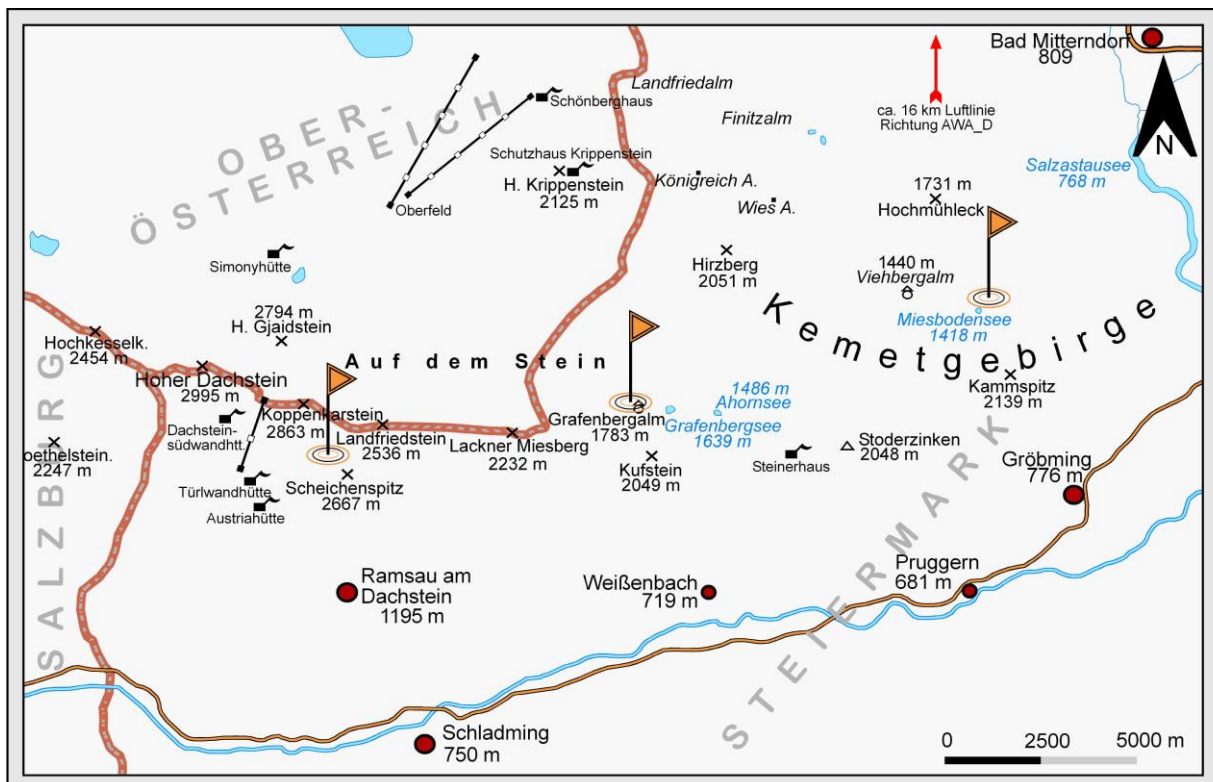 Bad Mitterndorf
809
N
ca. 16 km Luftlinie
Richtung AWA_D
OBER-
ÖSTERREICH
Schönberghaus
Landfriedalm
Finitzalm
Salzastausee
768 m
Schutzhaus Krippenstein
H. Krippenstein
2125 m
Königreich A.
Wies A.
1731 m
Hochmühleck
Oberfeld
Simonyhütte
Hirzberg
2051 m
1440 m
Viehbergalm
Miesbodensee
1418 m
Kemetgebirge
2794 m
H. Gjaidstein
Hochkesselk.
2454 m
Auf dem Stein
Hoher Dachstein
2995 m
Kammspitz
2139 m
1486 m
Ahornsee
Koppenkarstein
2863 m
Dachstein-
südwandhtt
Landfriedstein
2536 m
Lackner Miesberg
2232 m
Grafenbergalm
1783 m
Grafenbergsee
1639 m
Stoderzinken
2048 m
oethelstein.
2247 m
Steinerhaus
Kufstein
2049 m
Gröbming
776 m
Türlwandhütte
Scheichenspitz
2667 m
Austriahütte
SALZBURG
STEIERMARK
Ramsau am
Dachstein
1195 m
Weißenbach
719 m
Pruggern
681 m
Schladming
750 m
0 2500 5000 m